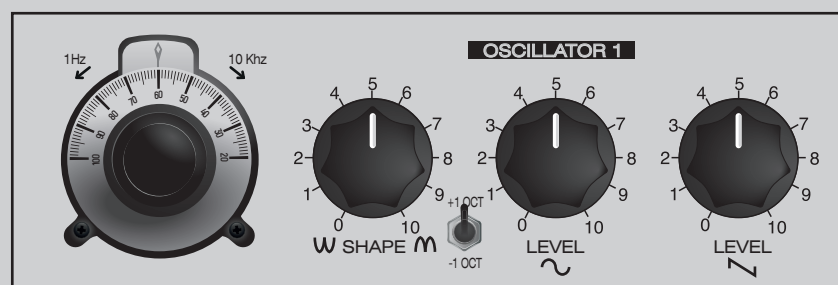 OSCILLATOR 1
1Hz 10 Khz
100 90 80 70 60 50 40 30 20
0 1 2 3 4 5 6 7 8 9 10
0 1 2 3 4 5 6 7 8 9 10
0 1 2 3 4 5 6 7 8 9 10
+1 OCT
SHAPE
-1 OCT
LEVEL
LEVEL